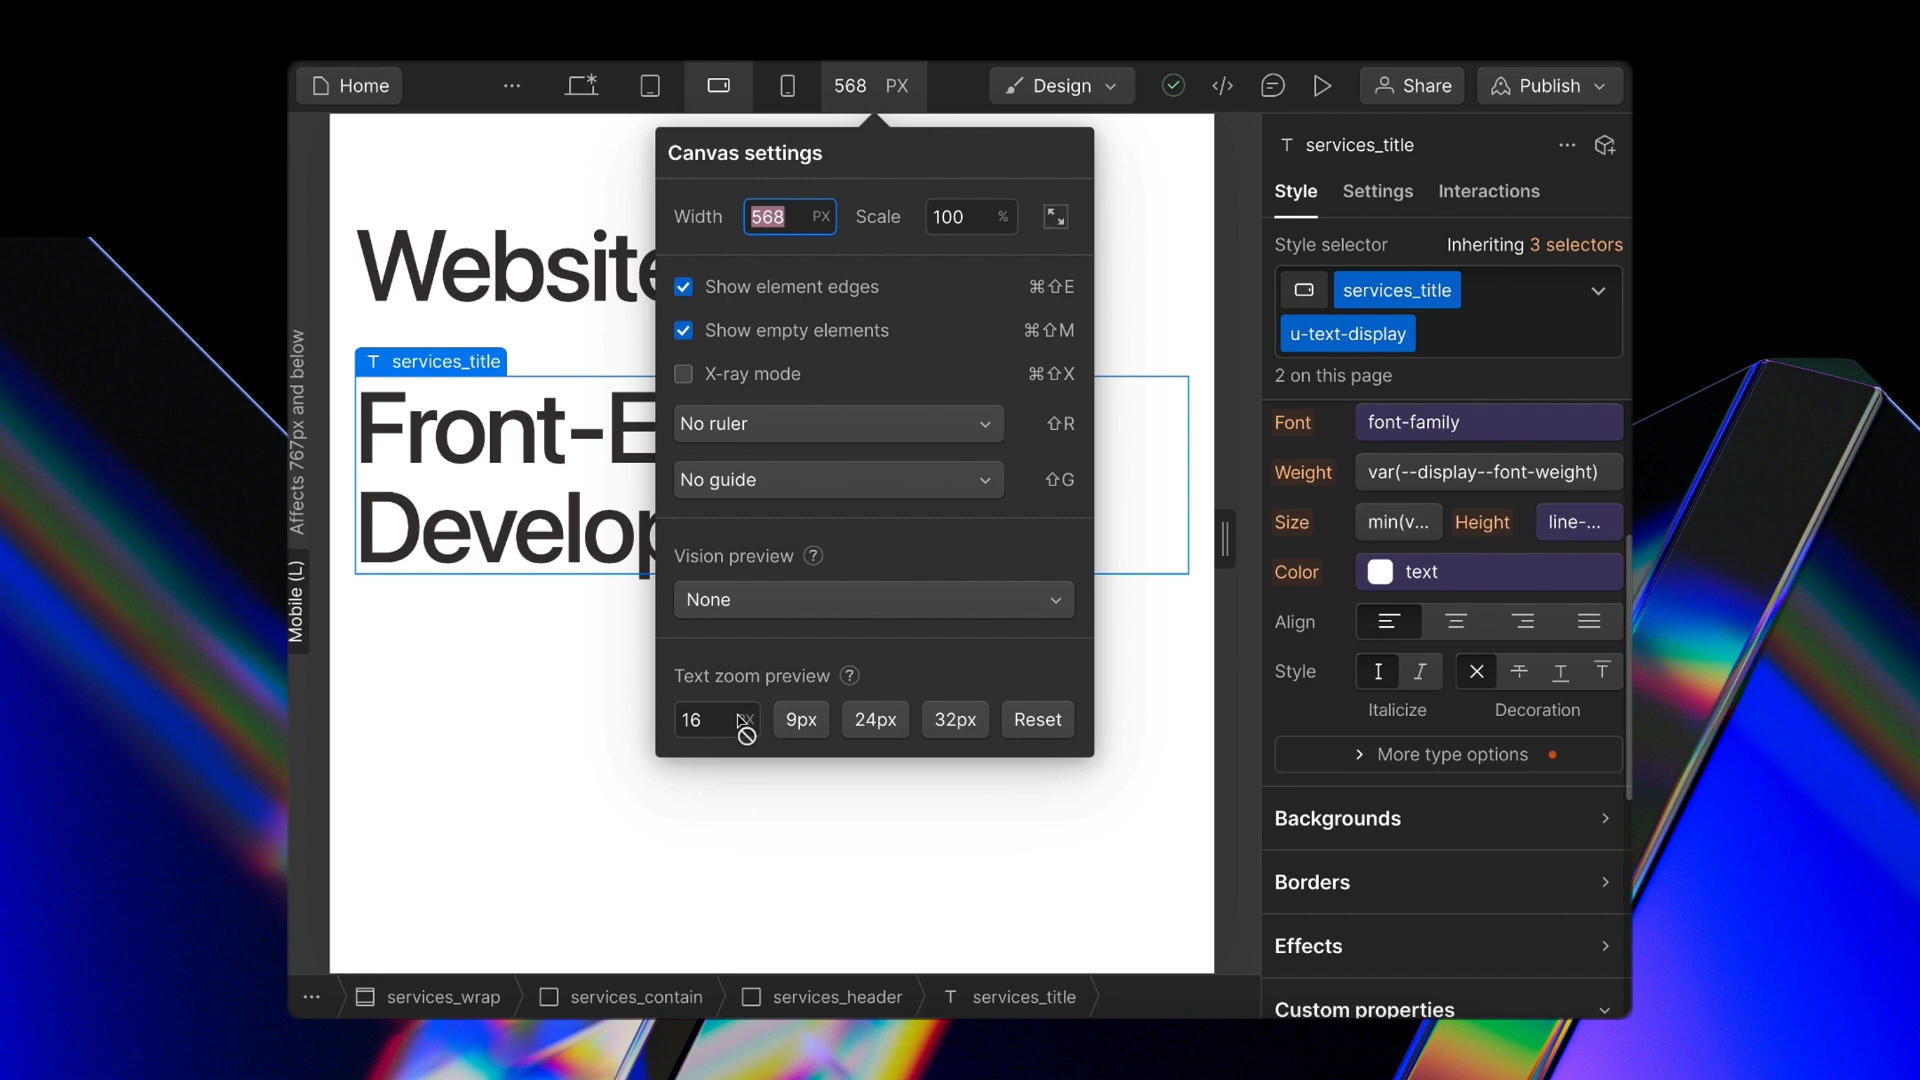 Home
568 PX
Design
Share
Publish
Canvas settings
Width 568 PX Scale 100 %
Show element edges ⌘⇧E
Show empty elements ⌘⇧M
X-ray mode ⌘⇧X
No ruler ⇧R
No guide ⇧G
Vision preview ?
None
Text zoom preview ?
16 9px 24px 32px Reset
Website
services_title
Front-E
Develop
Affects 767px and below
Mobile (L)
services_title
Style Settings Interactions
Style selector Inheriting 3 selectors
services_title
u-text-display
2 on this page
Font font-family
Weight var(--display--font-weight)
Size min(v... Height line-...
Color text
Align
Style
Italicize Decoration
More type options
Backgrounds
Borders
Effects
Custom properties
services_wrap services_contain services_header services_title